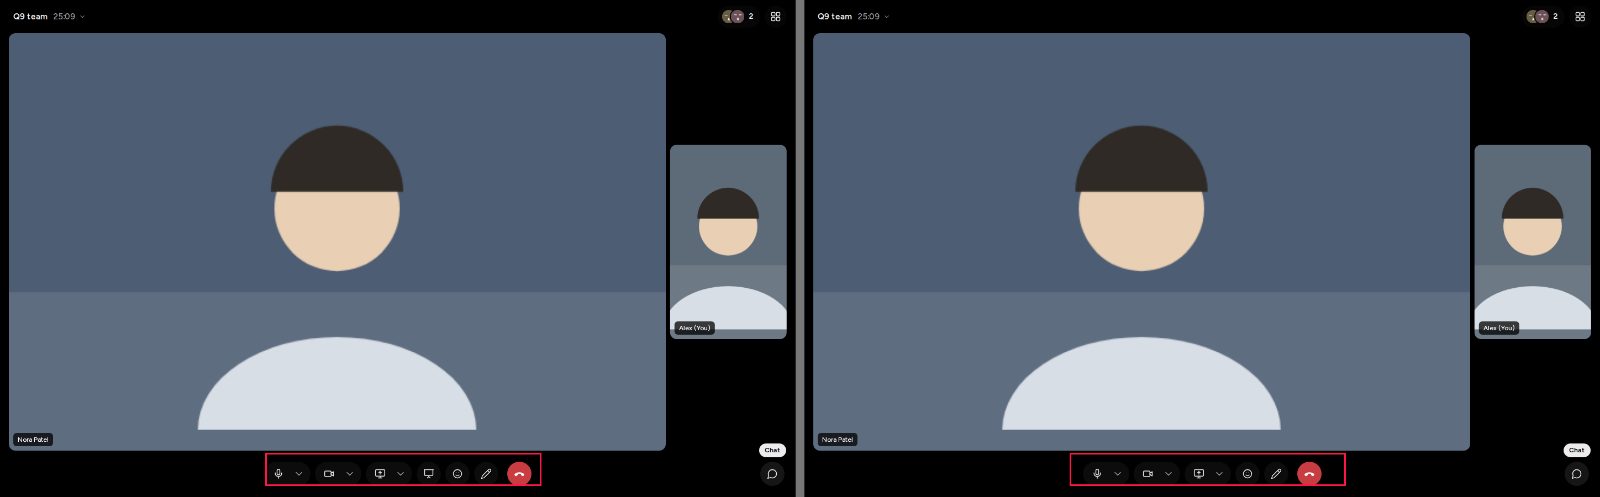 Q9 team 25:09
2
Nora Patel
Alex (You)
Chat
Q9 team 25:09
2
Nora Patel
Alex (You)
Chat